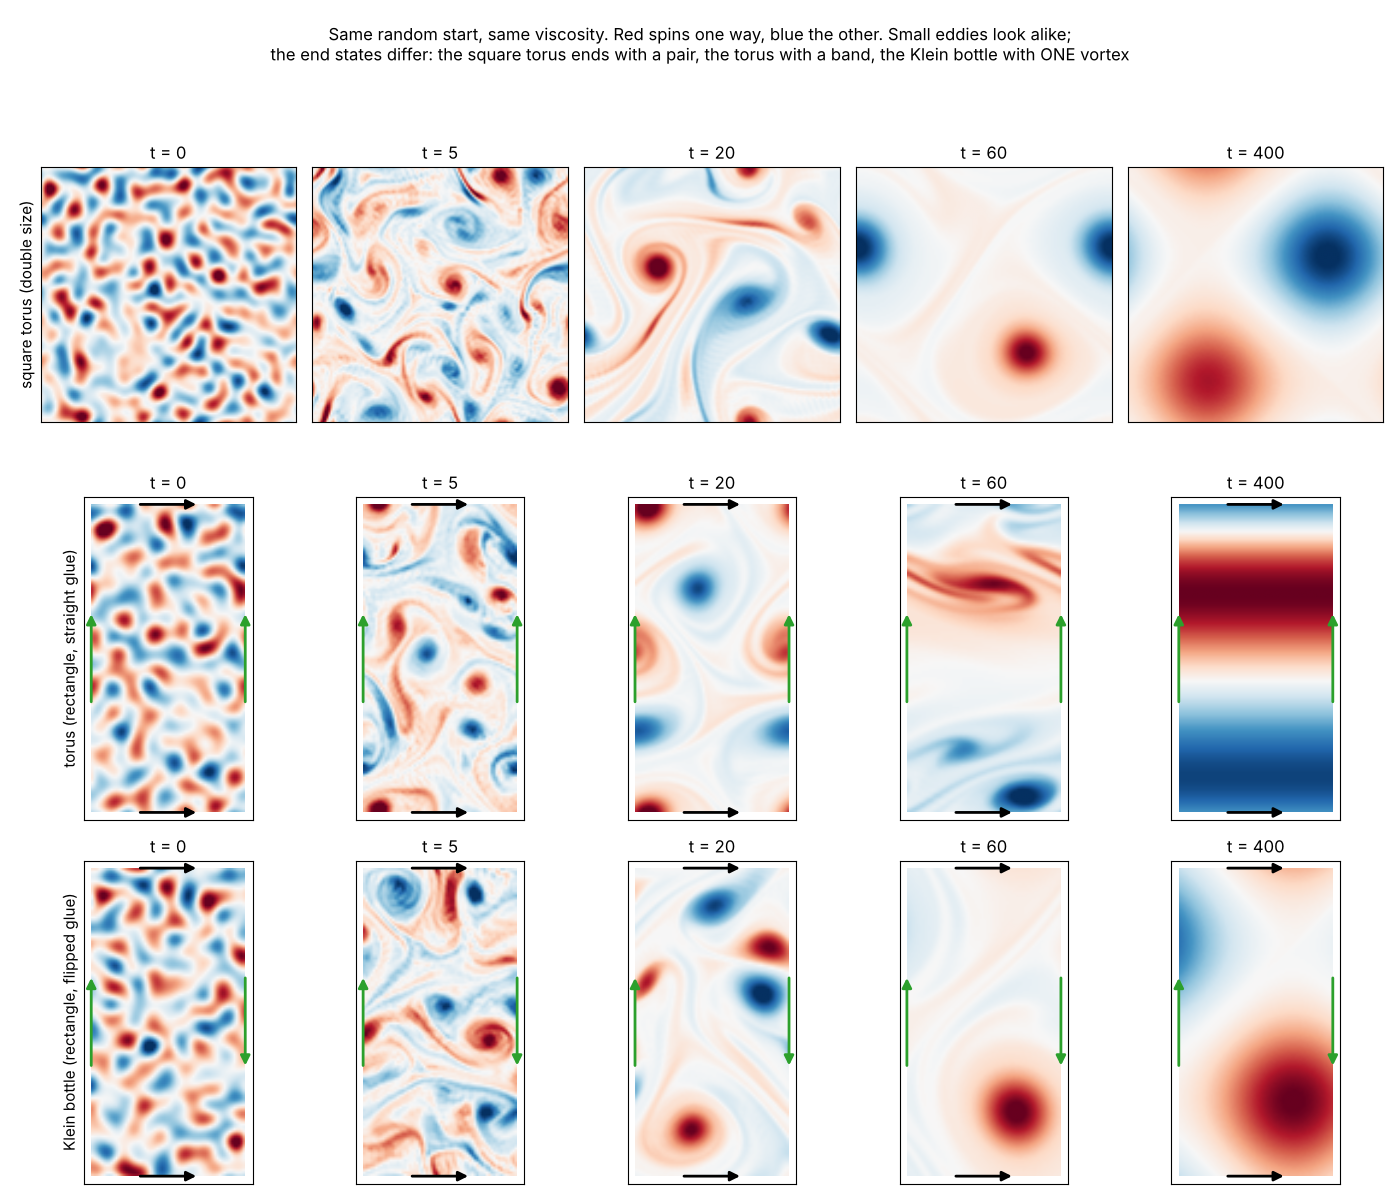 Same random start, same viscosity. Red spins one way, blue the other. Small eddies look alike;
the end states differ: the square torus ends with a pair, the torus with a band, the Klein bottle with ONE vortex
t = 0
t = 5
t = 20
t = 60
t = 400
square torus (double size)
t = 0
t = 5
t = 20
t = 60
t = 400
torus (rectangle, straight glue)
t = 0
t = 5
t = 20
t = 60
t = 400
Klein bottle (rectangle, flipped glue)